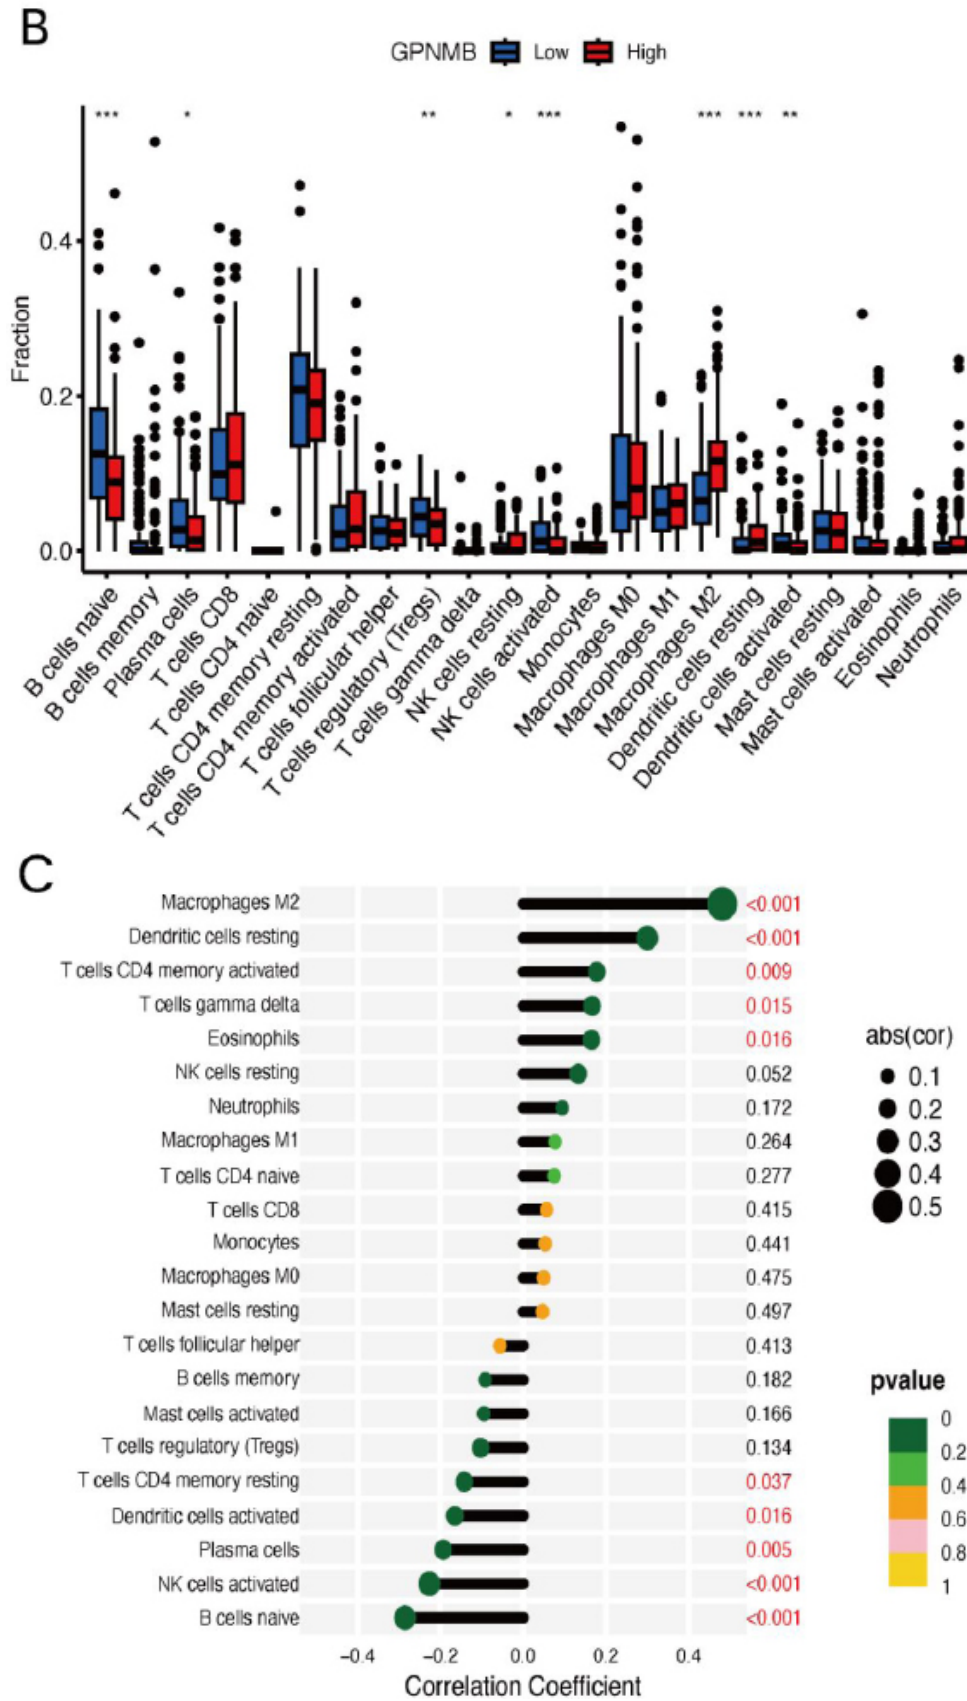 B
GPNMB Low High
*** * ** * *** *** *** **
Fraction
0.4
0.2
0.0
B cells naive
B cells memory
Plasma cells
T cells CD8
T cells CD4 naive
T cells CD4 memory resting
T cells CD4 memory activated
T cells follicular helper
T cells regulatory (Tregs)
T cells gamma delta
NK cells resting
NK cells activated
Monocytes
Macrophages M0
Macrophages M1
Macrophages M2
Dendritic cells resting
Dendritic cells activated
Mast cells resting
Mast cells activated
Eosinophils
Neutrophils
C
Macrophages M2 <0.001
Dendritic cells resting <0.001
T cells CD4 memory activated 0.009
T cells gamma delta 0.015
Eosinophils 0.016
NK cells resting 0.052
Neutrophils 0.172
Macrophages M1 0.264
T cells CD4 naive 0.277
T cells CD8 0.415
Monocytes 0.441
Macrophages M0 0.475
Mast cells resting 0.497
T cells follicular helper 0.413
B cells memory 0.182
Mast cells activated 0.166
T cells regulatory (Tregs) 0.134
T cells CD4 memory resting 0.037
Dendritic cells activated 0.016
Plasma cells 0.005
NK cells activated <0.001
B cells naive <0.001
−0.4 −0.2 0.0 0.2 0.4
Correlation Coefficient
abs(cor)
0.1
0.2
0.3
0.4
0.5
pvalue
0
0.2
0.4
0.6
0.8
1